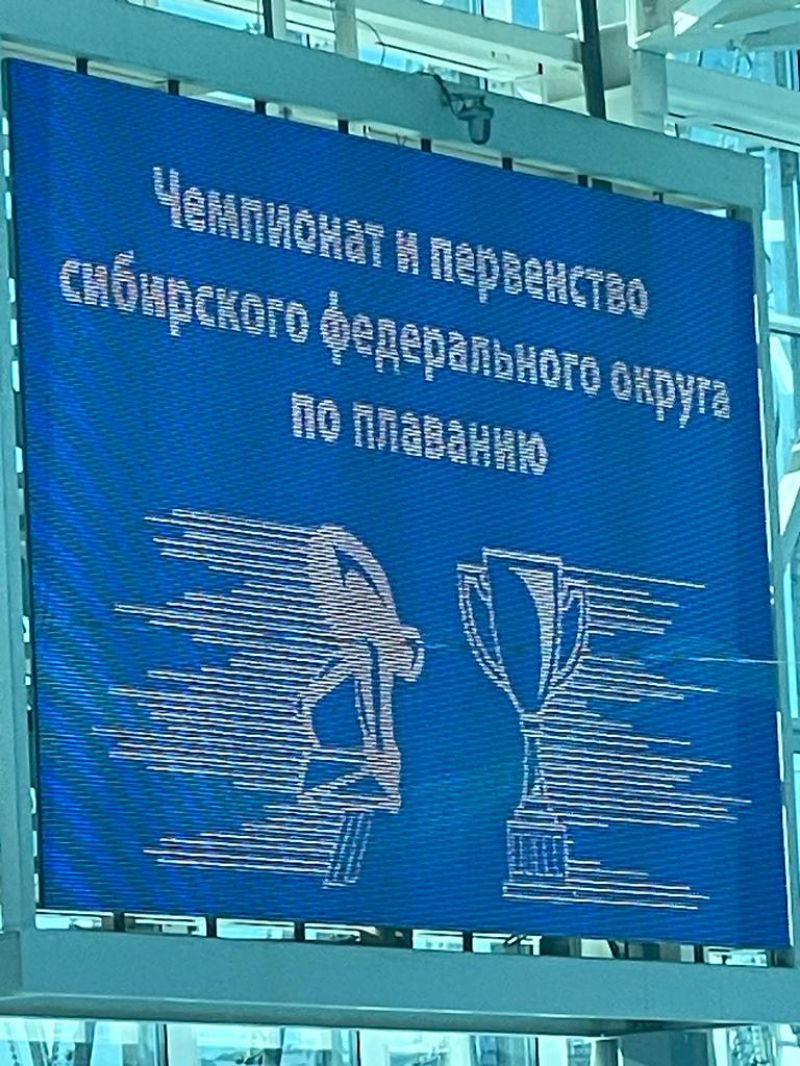 Чемпионат и первенство
сибирского федерального округа
по плаванию